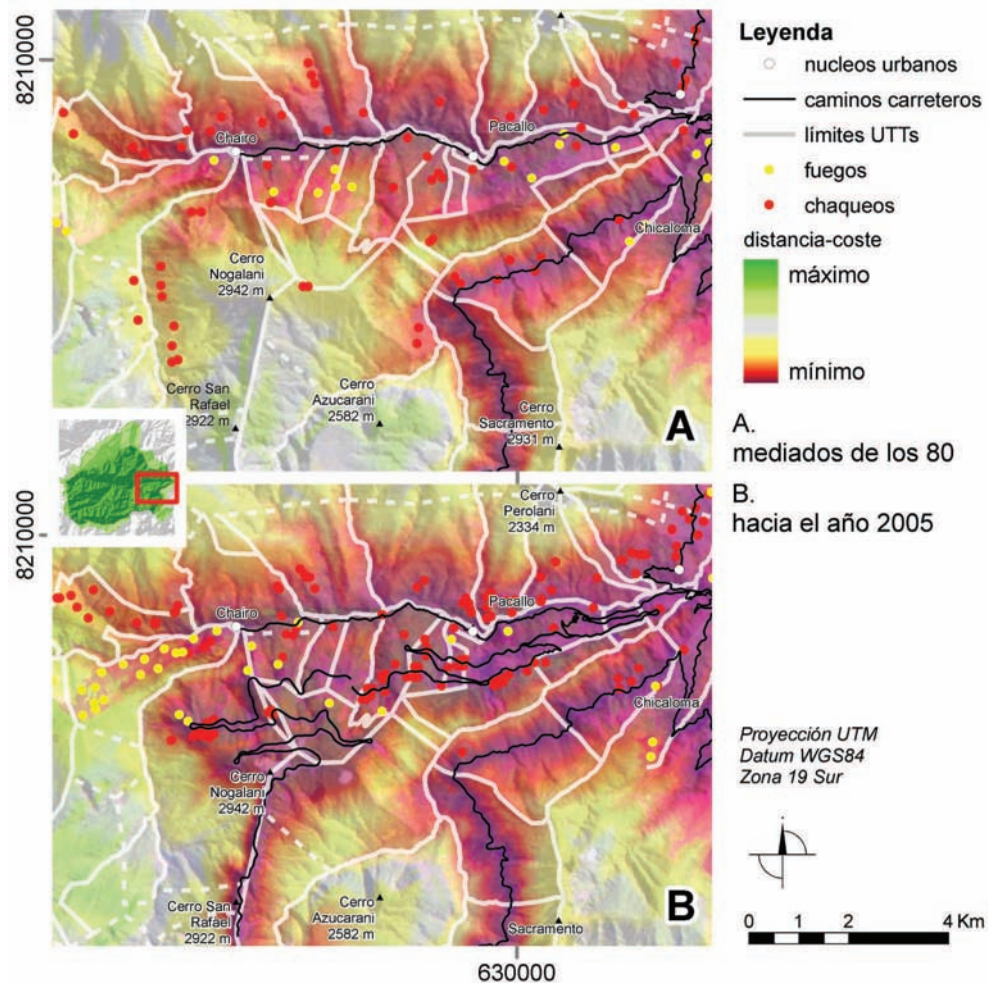 8210000
Chairo
Pacallo
Chicaloma
Cerro
Nogalani
2942 m
Cerro San
Rafael
2922 m
Cerro
Azucarani
2582 m
Cerro
Sacramento
2931 m
A
8210000
Cerro
Perolani
2334 m
Chairo
Pacallo
Chicaloma
Cerro
Nogalani
2942 m
Cerro San
Rafael
2922 m
Cerro
Azucarani
2582 m
Sacramento
B
630000
Leyenda
nucleos urbanos
caminos carreteros
límites UTTs
fuegos
chaqueos
distancia-coste
máximo
mínimo
A.
mediados de los 80
B.
hacia el año 2005
Proyección UTM
Datum WGS84
Zona 19 Sur
0 1 2 4 Km